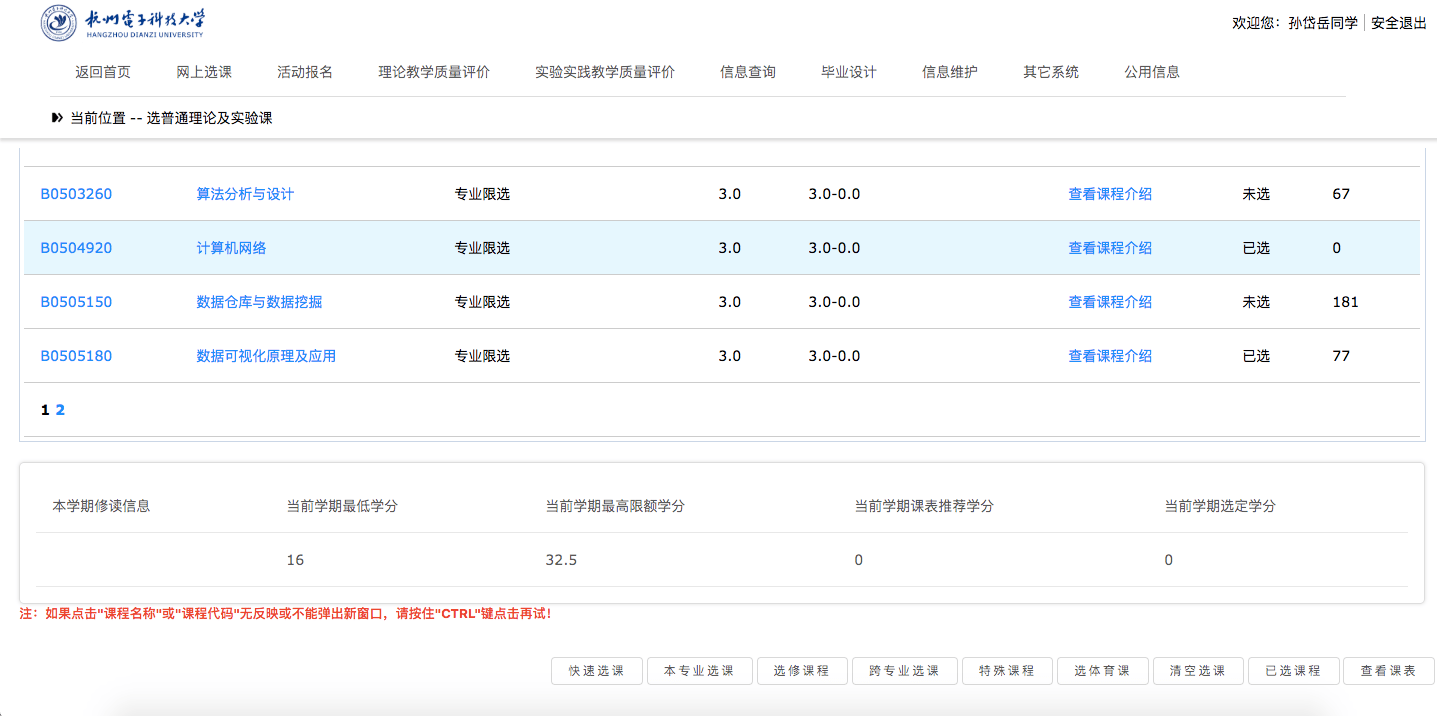 杭州电子科技大学
HANGZHOU DIANZI UNIVERSITY
欢迎您：孙岱岳同学 安全退出
返回首页 网上选课 活动报名 理论教学质量评价 实验实践教学质量评价 信息查询 毕业设计 信息维护 其它系统 公用信息
当前位置 -- 选普通理论及实验课
B0503260 算法分析与设计 专业限选 3.0 3.0-0.0 查看课程介绍 未选 67
B0504920 计算机网络 专业限选 3.0 3.0-0.0 查看课程介绍 已选 0
B0505150 数据仓库与数据挖掘 专业限选 3.0 3.0-0.0 查看课程介绍 未选 181
B0505180 数据可视化原理及应用 专业限选 3.0 3.0-0.0 查看课程介绍 已选 77
1 2
本学期修读信息 当前学期最低学分 当前学期最高限额学分 当前学期课表推荐学分 当前学期选定学分
16 32.5 0 0
注：如果点击"课程名称"或"课程代码"无反映或不能弹出新窗口，请按住"CTRL"键点击再试！
快速选课 本专业选课 选修课程 跨专业选课 特殊课程 选体育课 清空选课 已选课程 查看课表